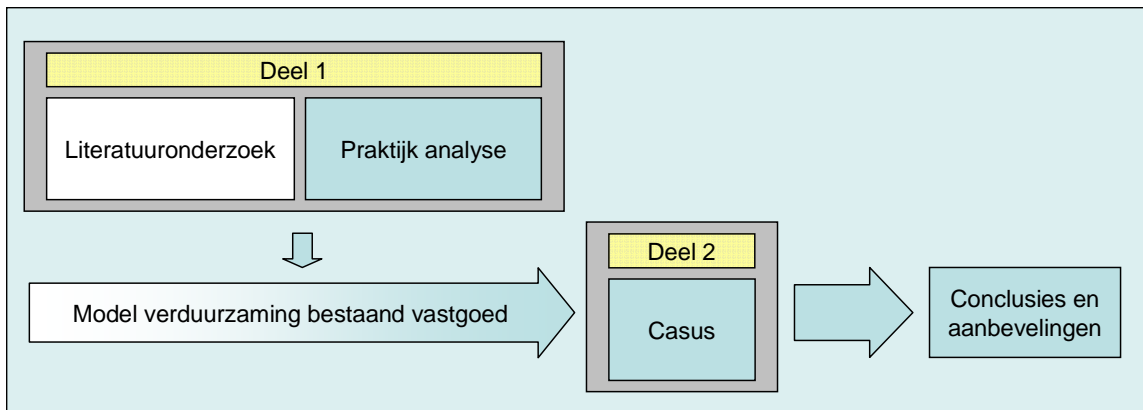 Deel 1
Literatuuronderzoek
Praktijk analyse
Model verduurzaming bestaand vastgoed
Deel 2
Casus
Conclusies en
aanbevelingen